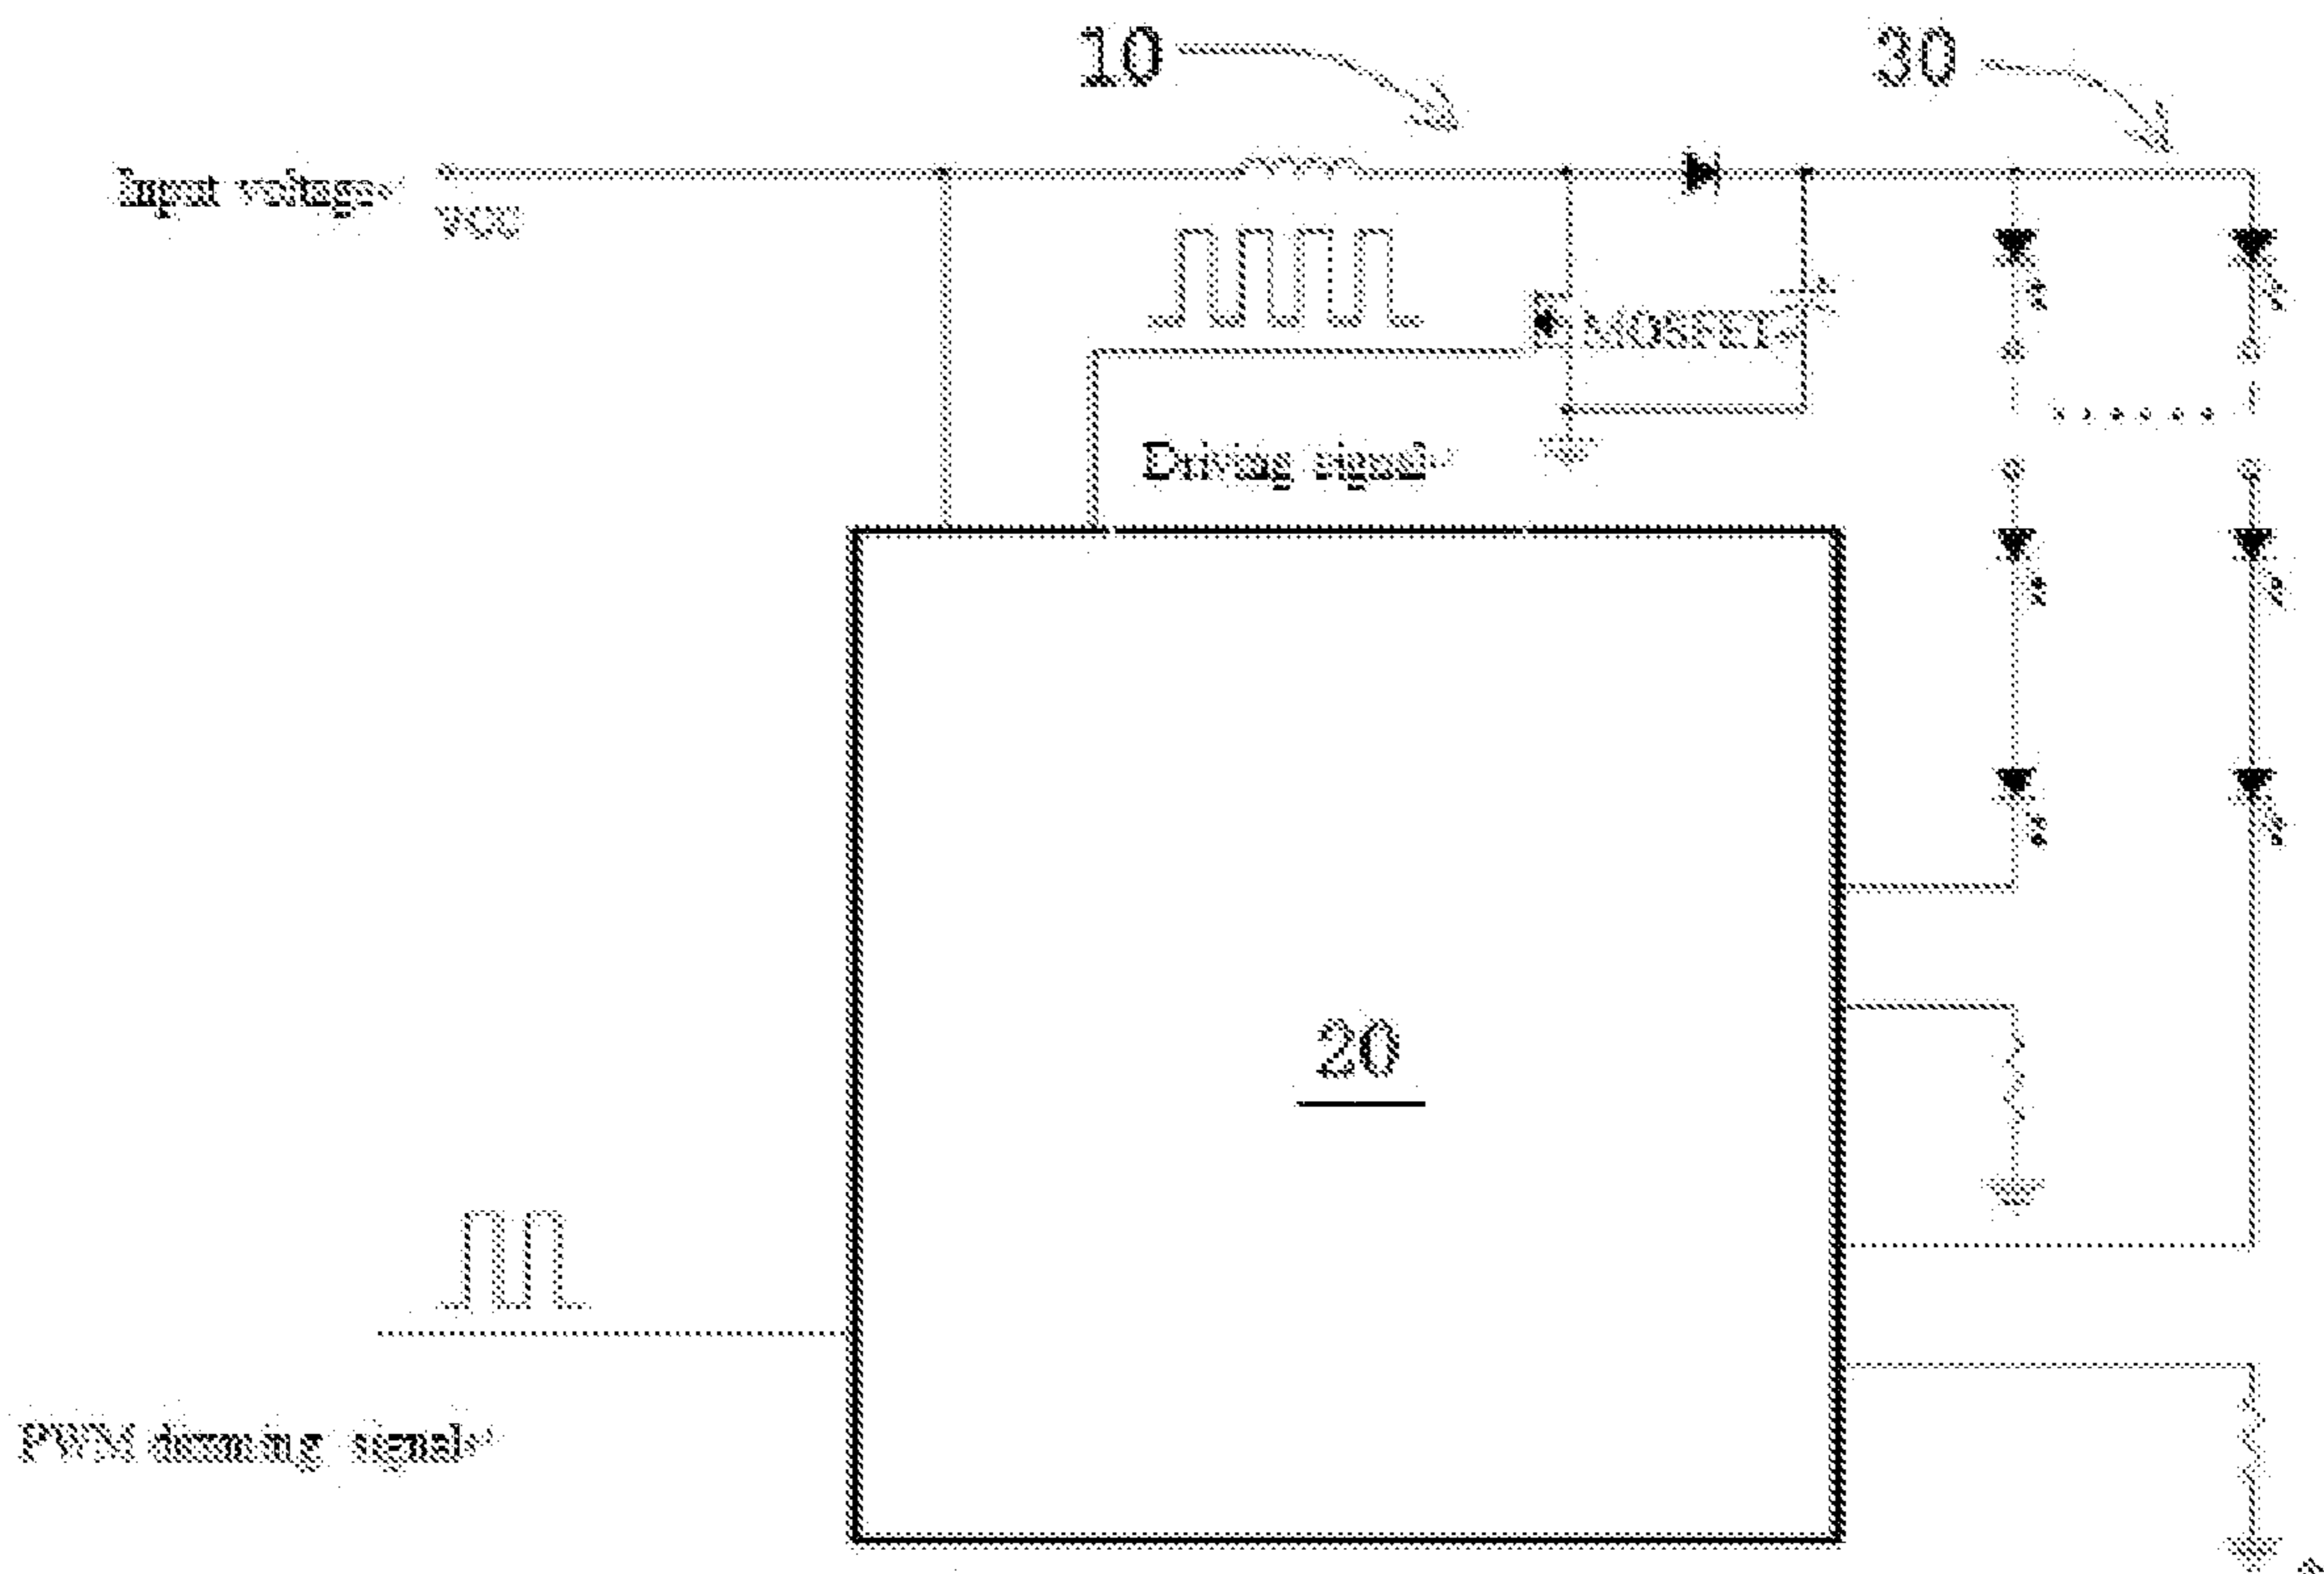 10
30
Input voltage
VCC
MOSFET
Driving signal
20
PWM dimming signal